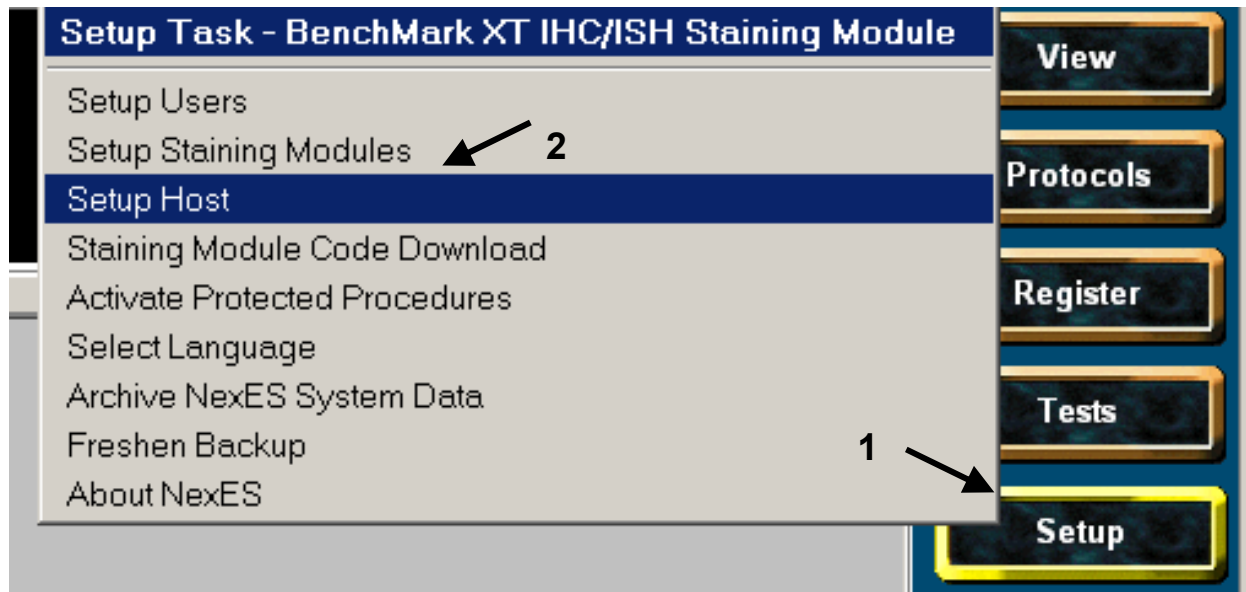 Setup Task - BenchMark XT IHC/ISH Staining Module
Setup Users
Setup Staining Modules
2
Setup Host
Staining Module Code Download
Activate Protected Procedures
Select Language
Archive NexES System Data
Freshen Backup
1
About NexES
View
Protocols
Register
Tests
Setup